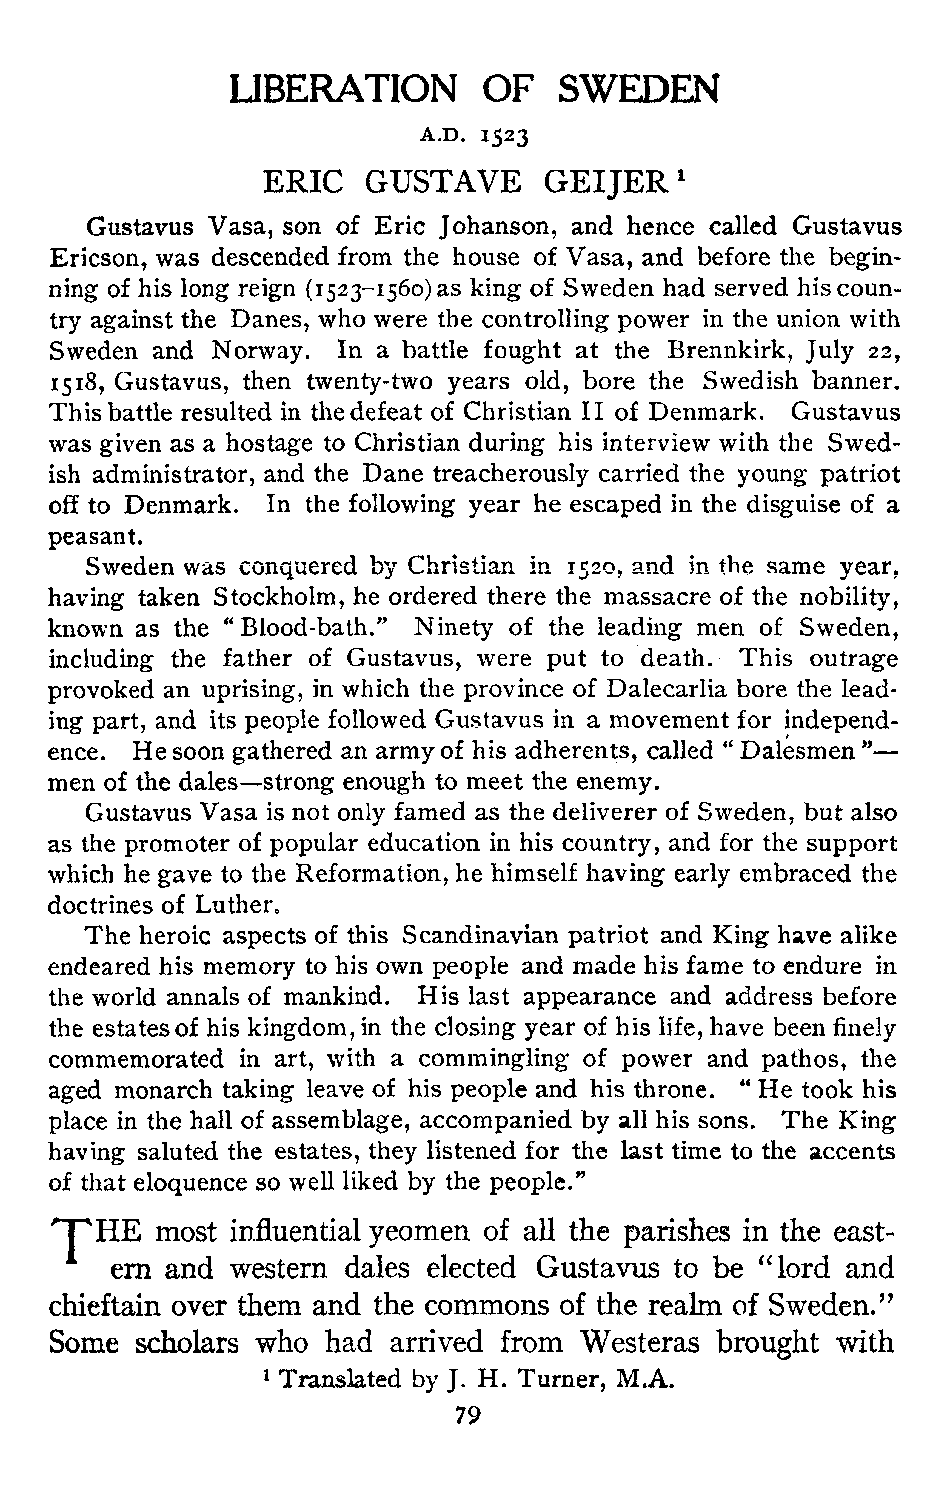 LIBERATION OF SWEDEN
A.D. 1523
ERIC GUSTAVE GEIJER ¹
Gustavus Vasa, son of Eric Johanson, and hence called Gustavus
Ericson, was descended from the house of Vasa, and before the begin-
ning of his long reign (1523–1560) as king of Sweden had served his coun-
try against the Danes, who were the controlling power in the union with
Sweden and Norway. In a battle fought at the Brennkirk, July 22,
1518, Gustavus, then twenty-two years old, bore the Swedish banner.
This battle resulted in the defeat of Christian II of Denmark. Gustavus
was given as a hostage to Christian during his interview with the Swed-
ish administrator, and the Dane treacherously carried the young patriot
off to Denmark. In the following year he escaped in the disguise of a
peasant.
Sweden was conquered by Christian in 1520, and in the same year,
having taken Stockholm, he ordered there the massacre of the nobility,
known as the "Blood-bath." Ninety of the leading men of Sweden,
including the father of Gustavus, were put to death. This outrage
provoked an uprising, in which the province of Dalecarlia bore the lead-
ing part, and its people followed Gustavus in a movement for independ-
ence. He soon gathered an army of his adherents, called "Dalesmen"—
men of the dales—strong enough to meet the enemy.
Gustavus Vasa is not only famed as the deliverer of Sweden, but also
as the promoter of popular education in his country, and for the support
which he gave to the Reformation, he himself having early embraced the
doctrines of Luther.
The heroic aspects of this Scandinavian patriot and King have alike
endeared his memory to his own people and made his fame to endure in
the world annals of mankind. His last appearance and address before
the estates of his kingdom, in the closing year of his life, have been finely
commemorated in art, with a commingling of power and pathos, the
aged monarch taking leave of his people and his throne. "He took his
place in the hall of assemblage, accompanied by all his sons. The King
having saluted the estates, they listened for the last time to the accents
of that eloquence so well liked by the people."
THE most influential yeomen of all the parishes in the east-
ern and western dales elected Gustavus to be "lord and
chieftain over them and the commons of the realm of Sweden."
Some scholars who had arrived from Westeras brought with
¹ Translated by J. H. Turner, M.A.
79